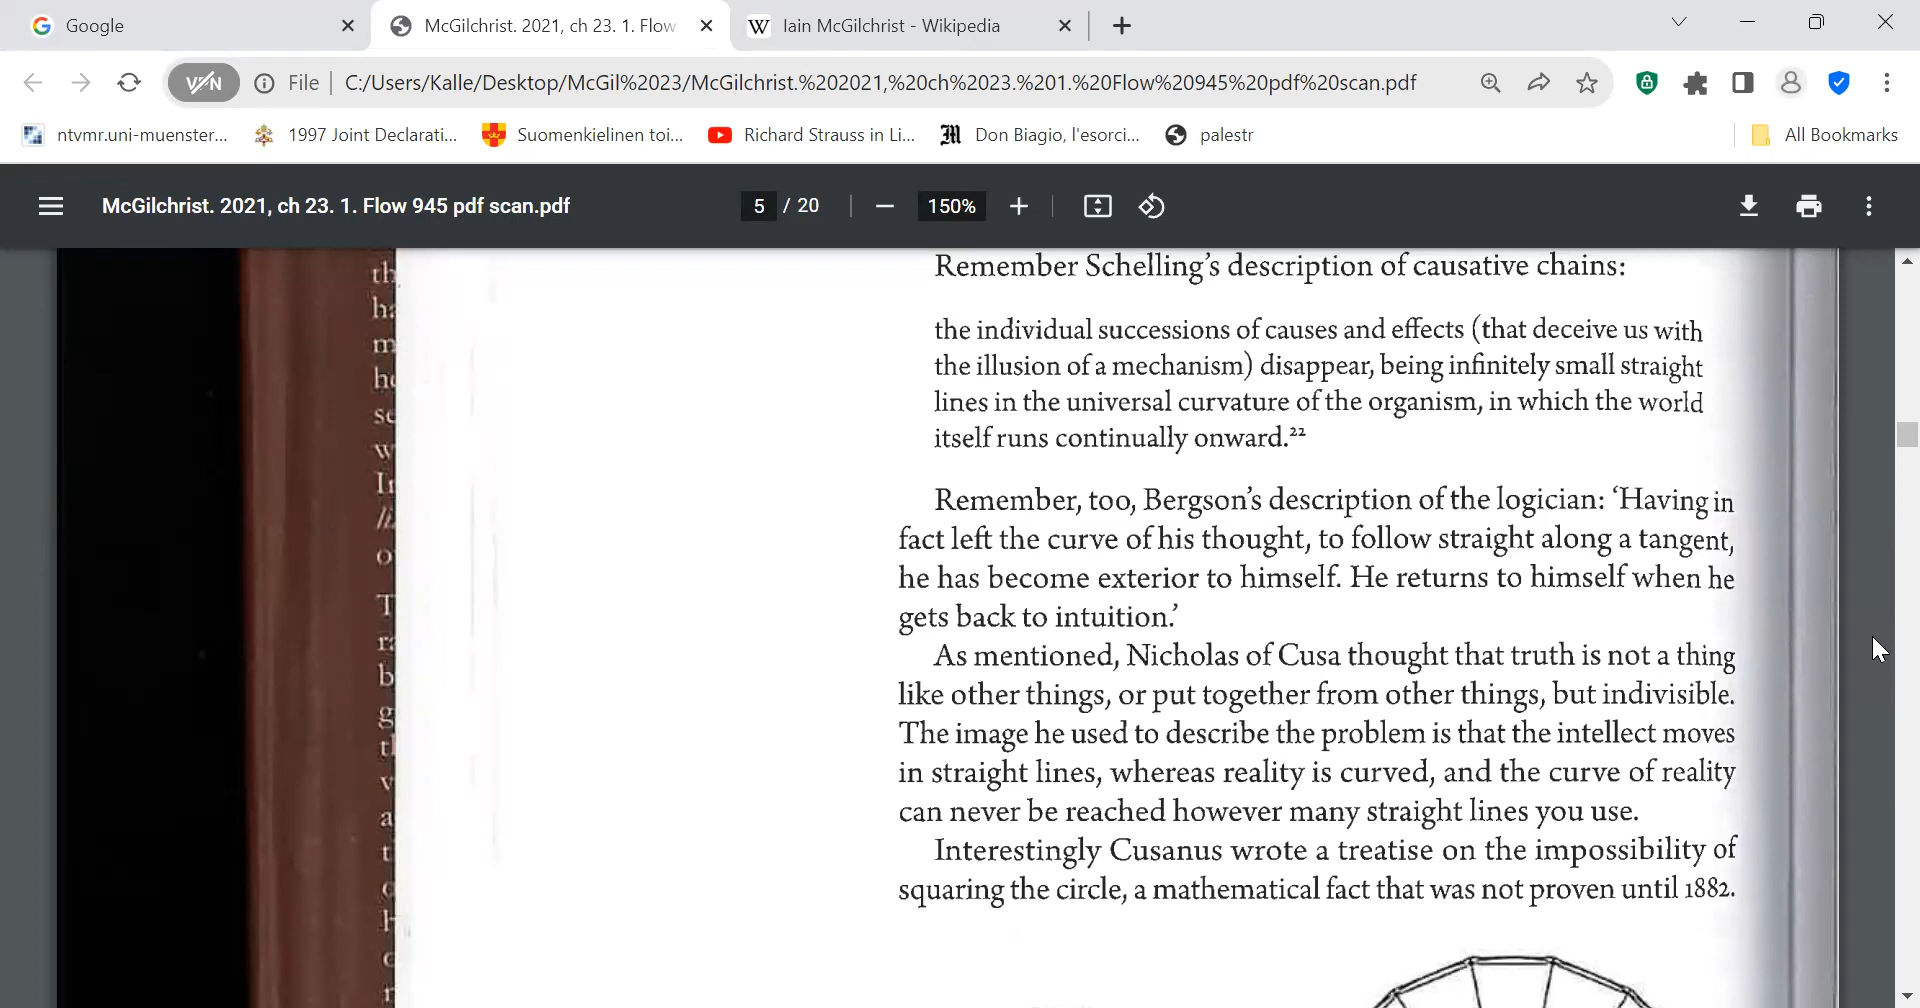 Google
McGilchrist. 2021, ch 23. 1. Flow
Iain McGilchrist - Wikipedia
VPN
File
C:/Users/Kalle/Desktop/McGil%2023/McGilchrist.%202021,%20ch%2023.%201.%20Flow%20945%20pdf%20scan.pdf
ntvmr.uni-muenster...
1997 Joint Declarati...
Suomenkielinen toi...
Richard Strauss in Li...
Don Biagio, l'esorci...
palestr
All Bookmarks
McGilchrist. 2021, ch 23. 1. Flow 945 pdf scan.pdf
5 / 20
150%
Remember Schelling’s description of causative chains:
the individual successions of causes and effects (that deceive us with
the illusion of a mechanism) disappear, being infinitely small straight
lines in the universal curvature of the organism, in which the world
itself runs continually onward.²²
Remember, too, Bergson’s description of the logician: ‘Having in
fact left the curve of his thought, to follow straight along a tangent,
he has become exterior to himself. He returns to himself when he
gets back to intuition.’
As mentioned, Nicholas of Cusa thought that truth is not a thing
like other things, or put together from other things, but indivisible.
The image he used to describe the problem is that the intellect moves
in straight lines, whereas reality is curved, and the curve of reality
can never be reached however many straight lines you use.
Interestingly Cusanus wrote a treatise on the impossibility of
squaring the circle, a mathematical fact that was not proven until 1882.